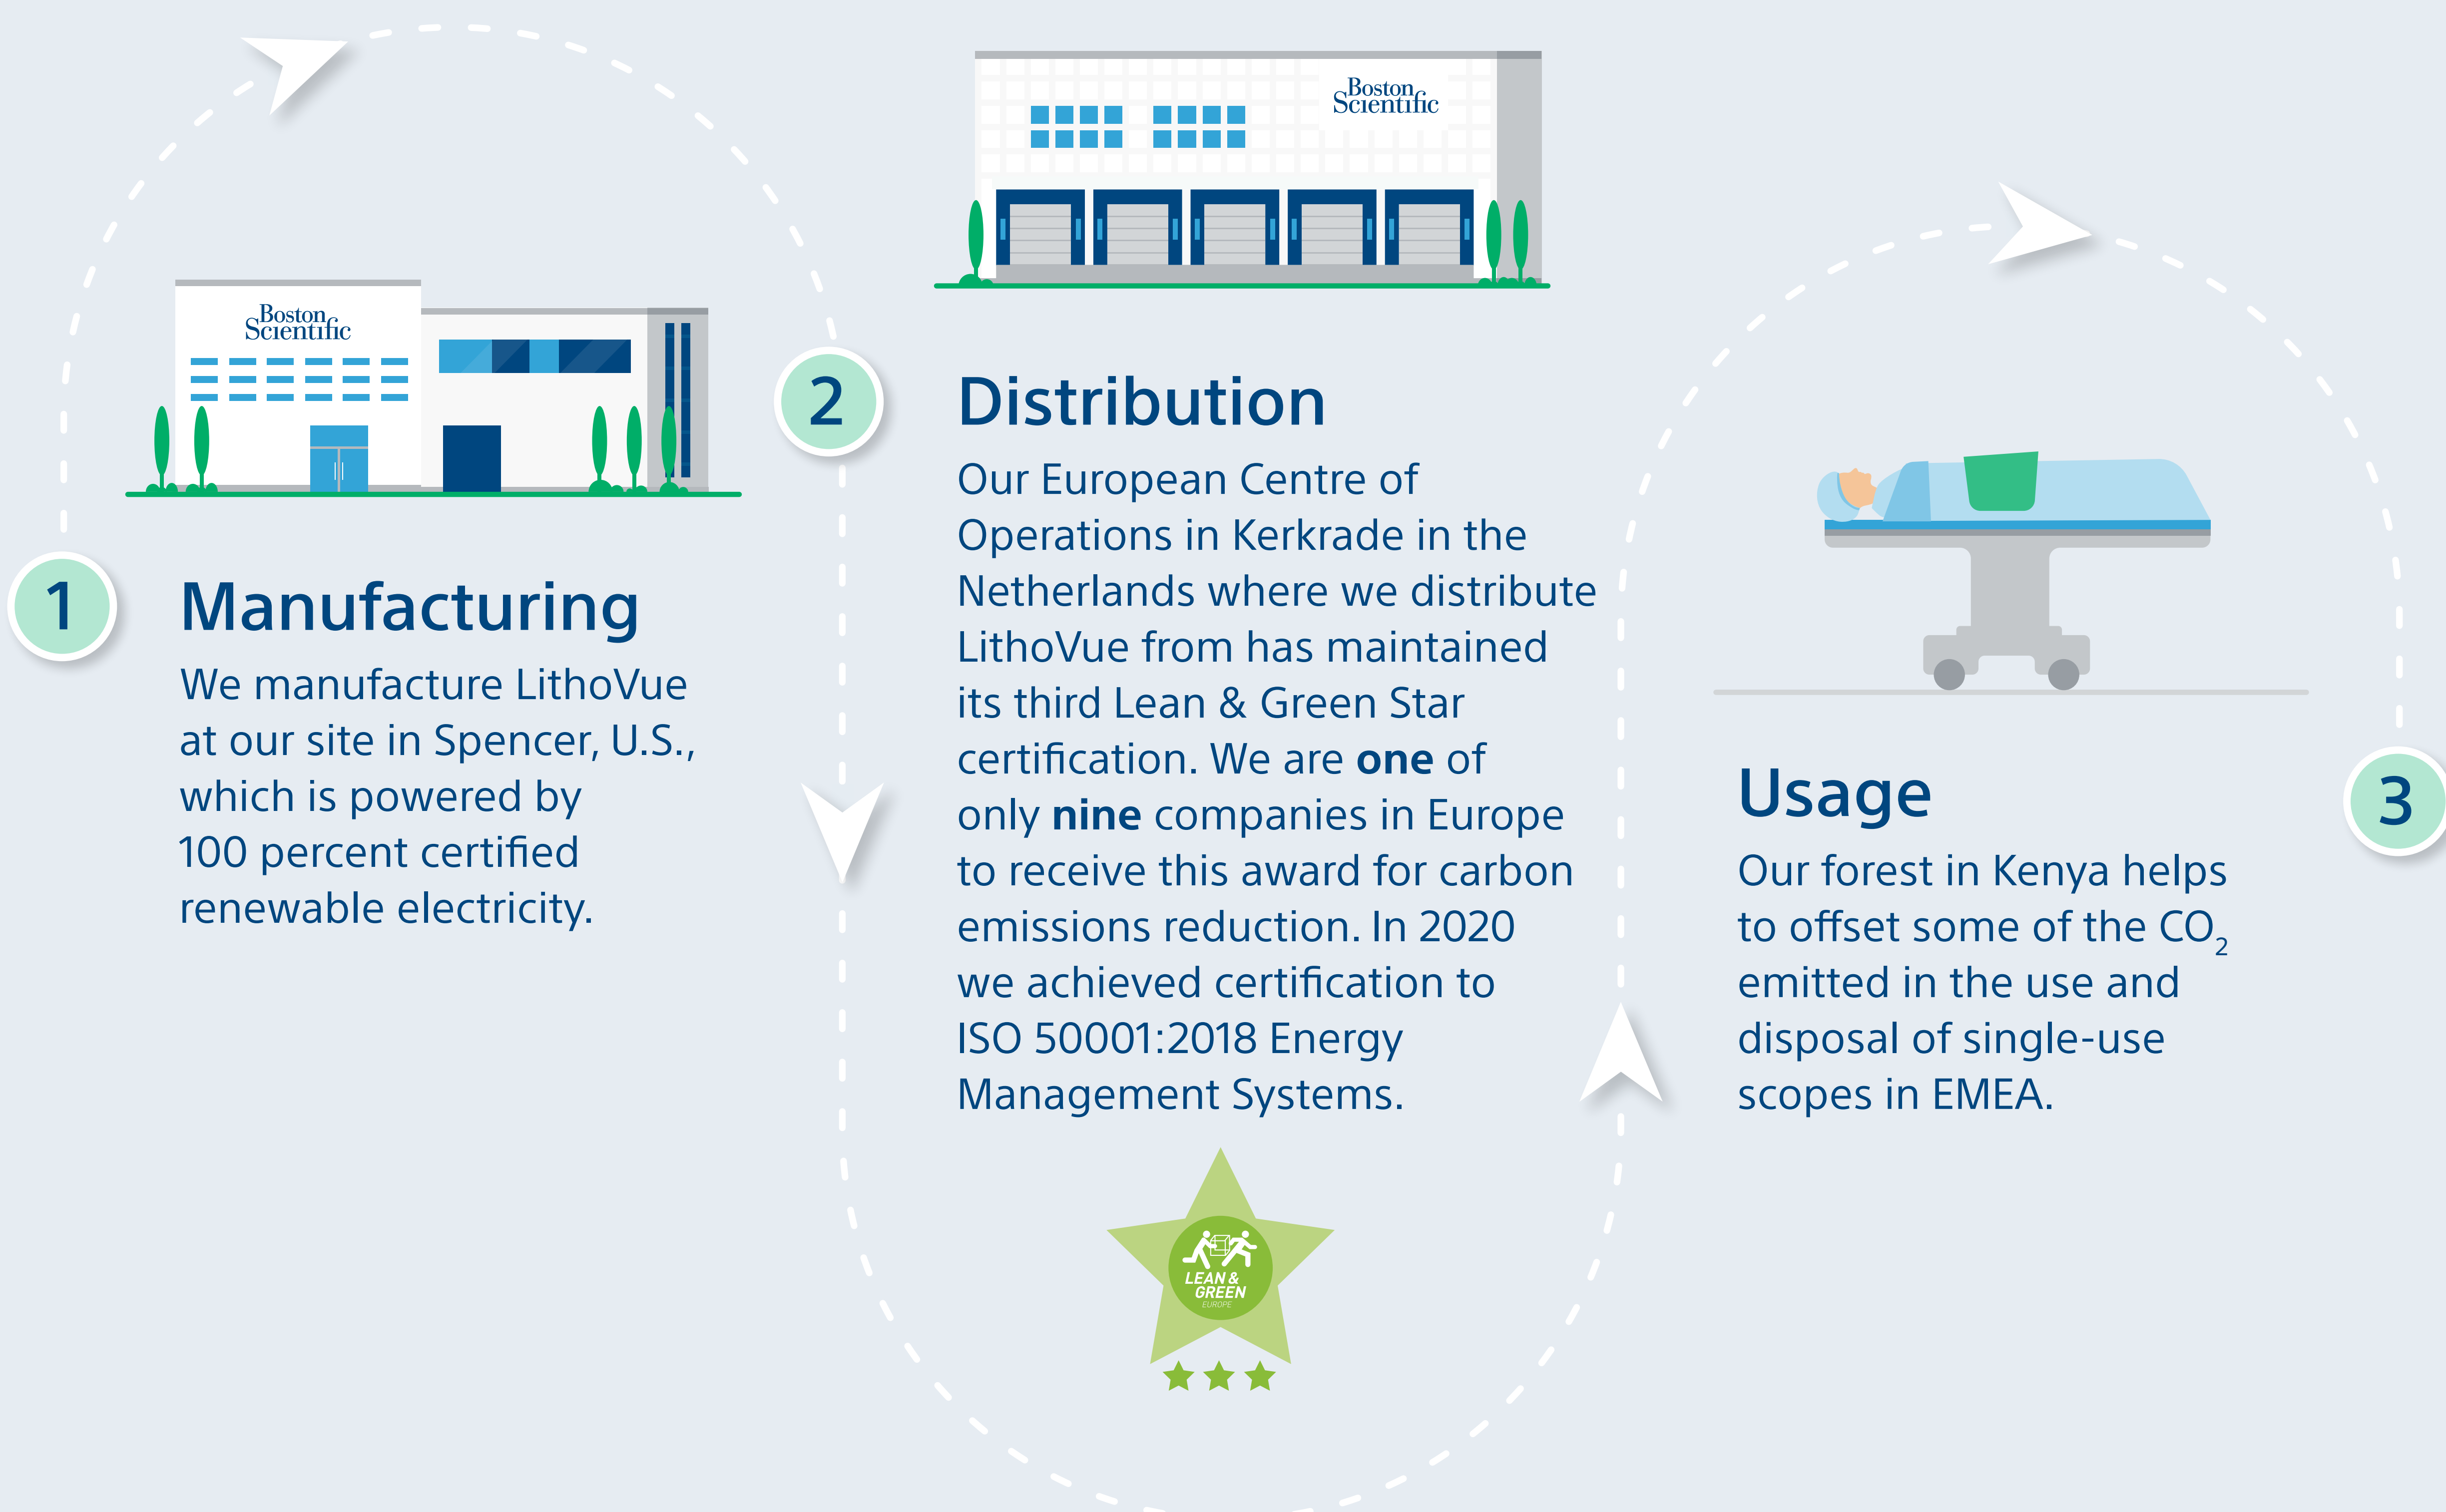 Boston
Scientific
1
Manufacturing
We manufacture LithoVue
at our site in Spencer, U.S.,
which is powered by
100 percent certified
renewable electricity.
Boston
Scientific
2
Distribution
Our European Centre of
Operations in Kerkrade in the
Netherlands where we distribute
LithoVue from has maintained
its third Lean & Green Star
certification. We are one of
only nine companies in Europe
to receive this award for carbon
emissions reduction. In 2020
we achieved certification to
ISO 50001:2018 Energy
Management Systems.
LEAN &
GREEN
EUROPE
3
Usage
Our forest in Kenya helps
to offset some of the CO₂
emitted in the use and
disposal of single-use
scopes in EMEA.